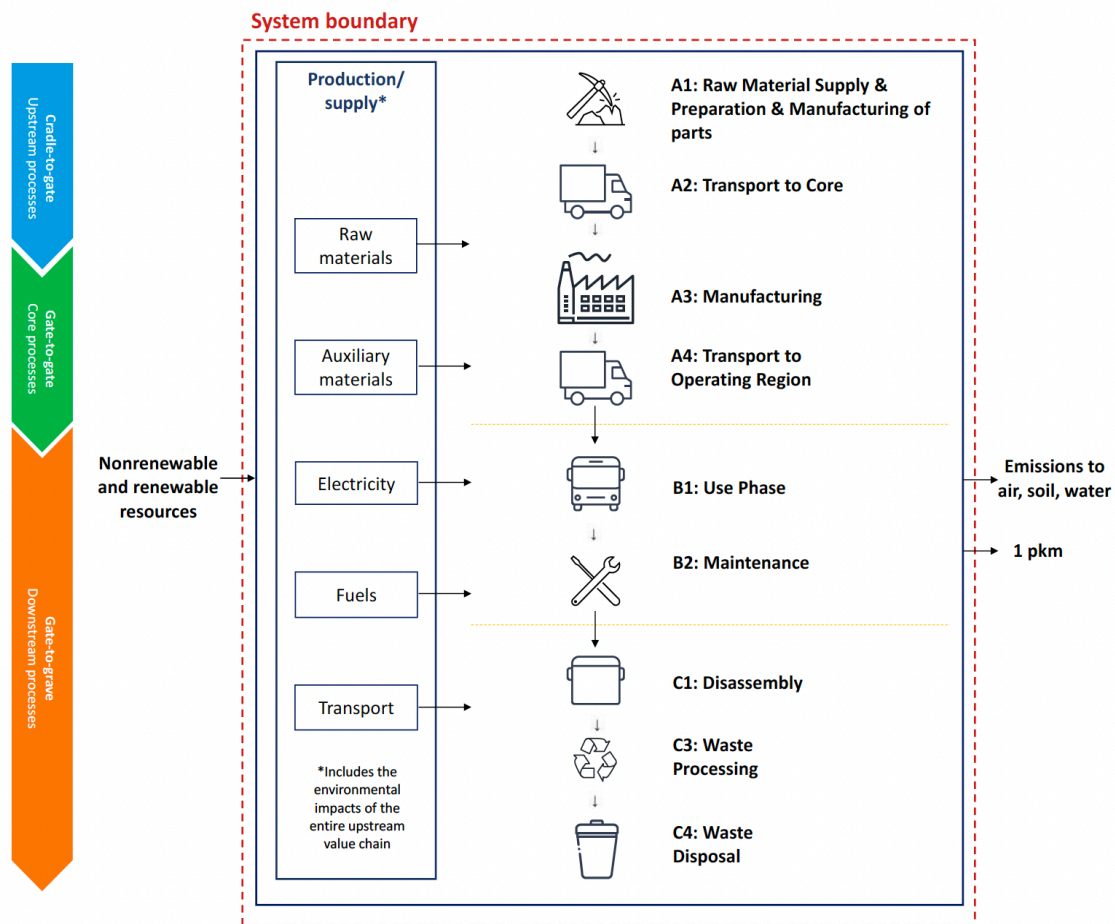 System boundary
Cradle-to-gate
Upstream processes
Gate-to-gate
Core processes
Gate-to-grave
Downstream processes
Nonrenewable
and renewable
resources
Production/
supply*
Raw
materials
Auxiliary
materials
Electricity
Fuels
Transport
*Includes the
environmental
impacts of the
entire upstream
value chain
A1: Raw Material Supply &
Preparation & Manufacturing of
parts
A2: Transport to Core
A3: Manufacturing
A4: Transport to
Operating Region
B1: Use Phase
B2: Maintenance
C1: Disassembly
C3: Waste
Processing
C4: Waste
Disposal
Emissions to
air, soil, water
1 pkm